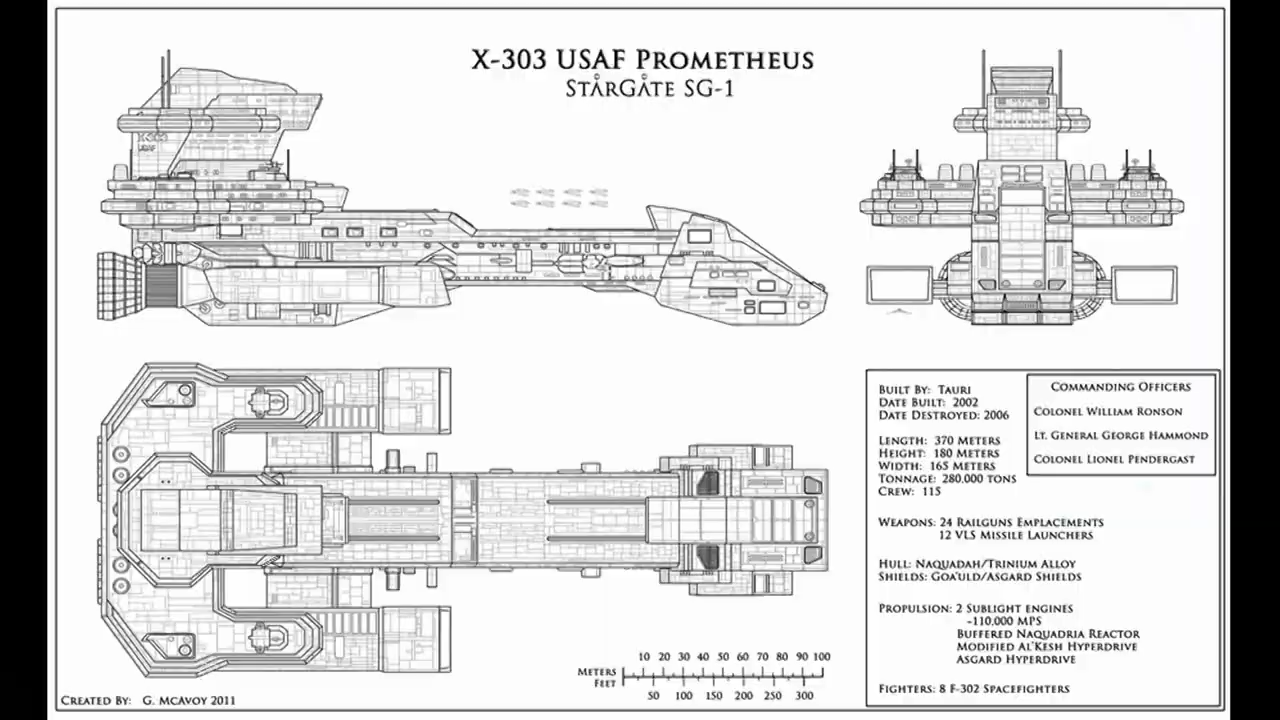 X-303 USAF Prometheus
Stargate SG-1
X-303
USAF
Built By: Tauri
Date Built: 2002
Date Destroyed: 2006
Length: 370 Meters
Height: 180 Meters
Width: 165 Meters
Tonnage: 280.000 tons
Crew: 115
Commanding Officers
Colonel William Ronson
Lt. General George Hammond
Colonel Lionel Pendergast
Weapons: 24 Railguns Emplacements
12 VLS Missile Launchers
Hull: Naquadah/Trinium Alloy
Shields: Goa'uld/Asgard Shields
Propulsion: 2 Sublight engines
~110,000 MPS
Buffered Naquadria Reactor
Modified Al'Kesh Hyperdrive
Asgard Hyperdrive
Fighters: 8 F-302 Spacefighters
10 20 30 40 50 60 70 80 90 100
Meters
Feet
50 100 150 200 250 300
Created By: G. McAvoy 2011